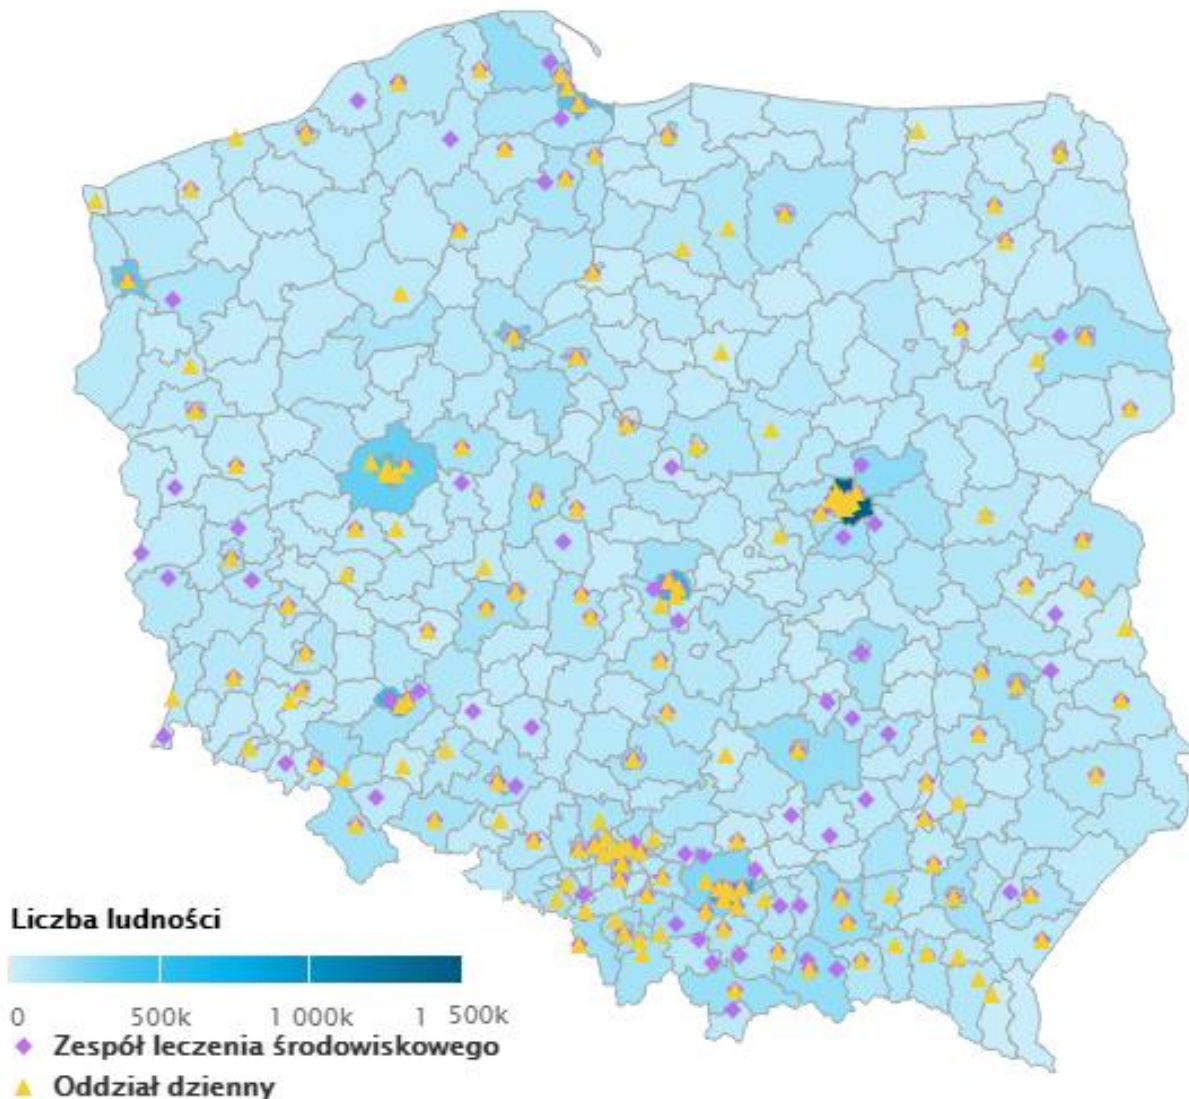 Liczba ludności
0 500k 1 000k 1 500k
Zespół leczenia środowiskowego
Oddział dzienny